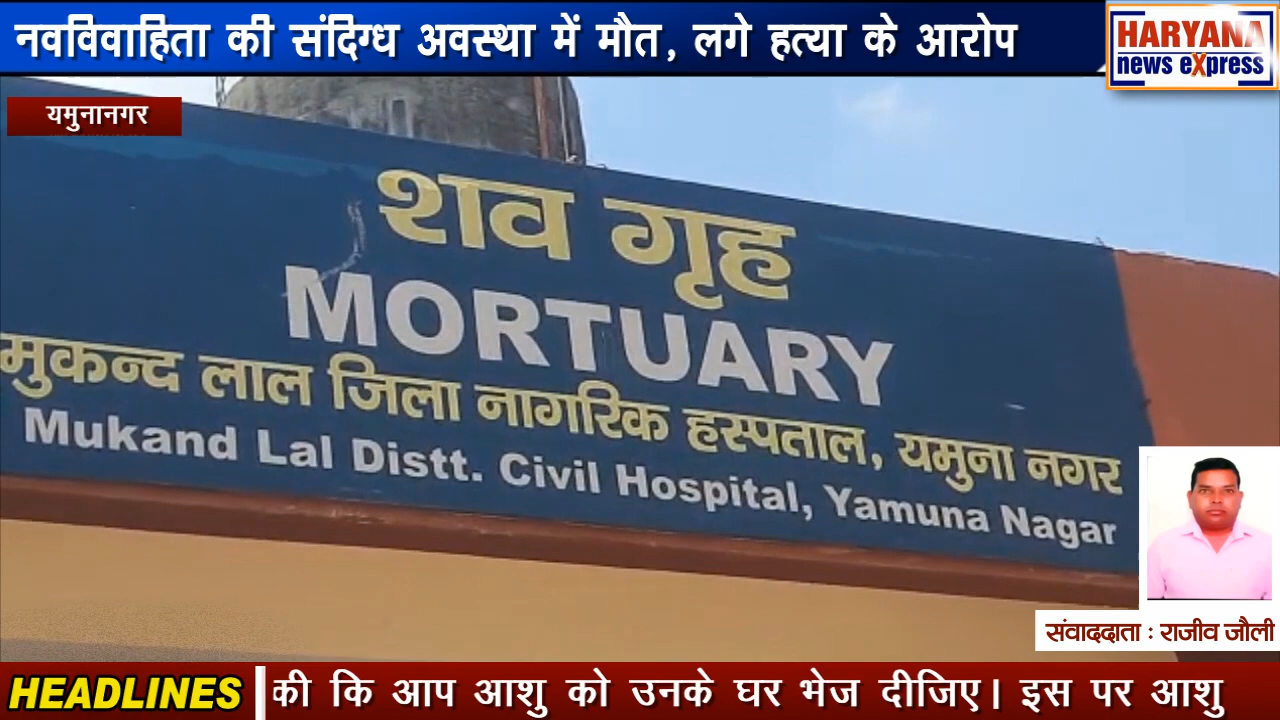 नवविवाहिता की संदिग्ध अवस्था में मौत, लगे हत्या के आरोप
HARYANA
news eXpress
यमुनानगर
शव गृह
MORTUARY
मुकन्द लाल जिला नागरिक हस्पताल, यमुना नगर
Mukand Lal Distt. Civil Hospital, Yamuna Nagar
संवाददाता : राजीव जौली
HEADLINES
की कि आप आशु को उनके घर भेज दीजिए। इस पर आशु